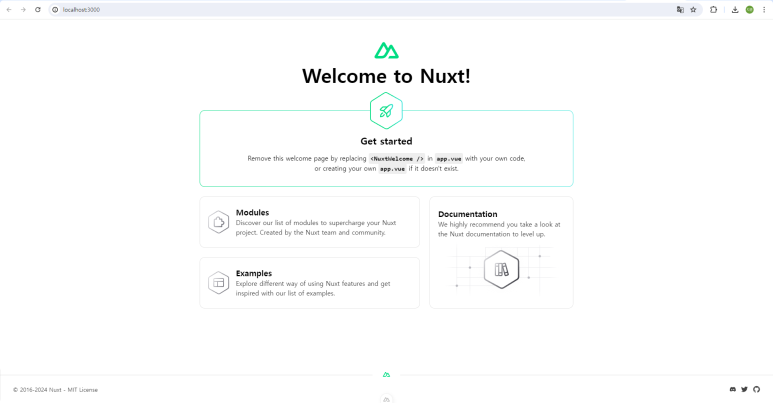 localhost:3000
Welcome to Nuxt!
Get started
Remove this welcome page by replacing <NuxtWelcome /> in app.vue with your own code,
or creating your own app.vue if it doesn't exist.
Modules
Discover our list of modules to supercharge your Nuxt
project. Created by the Nuxt team and community.
Examples
Explore different way of using Nuxt features and get
inspired with our list of examples.
Documentation
We highly recommend you take a look at
the Nuxt documentation to level up.
© 2016-2024 Nuxt - MIT License